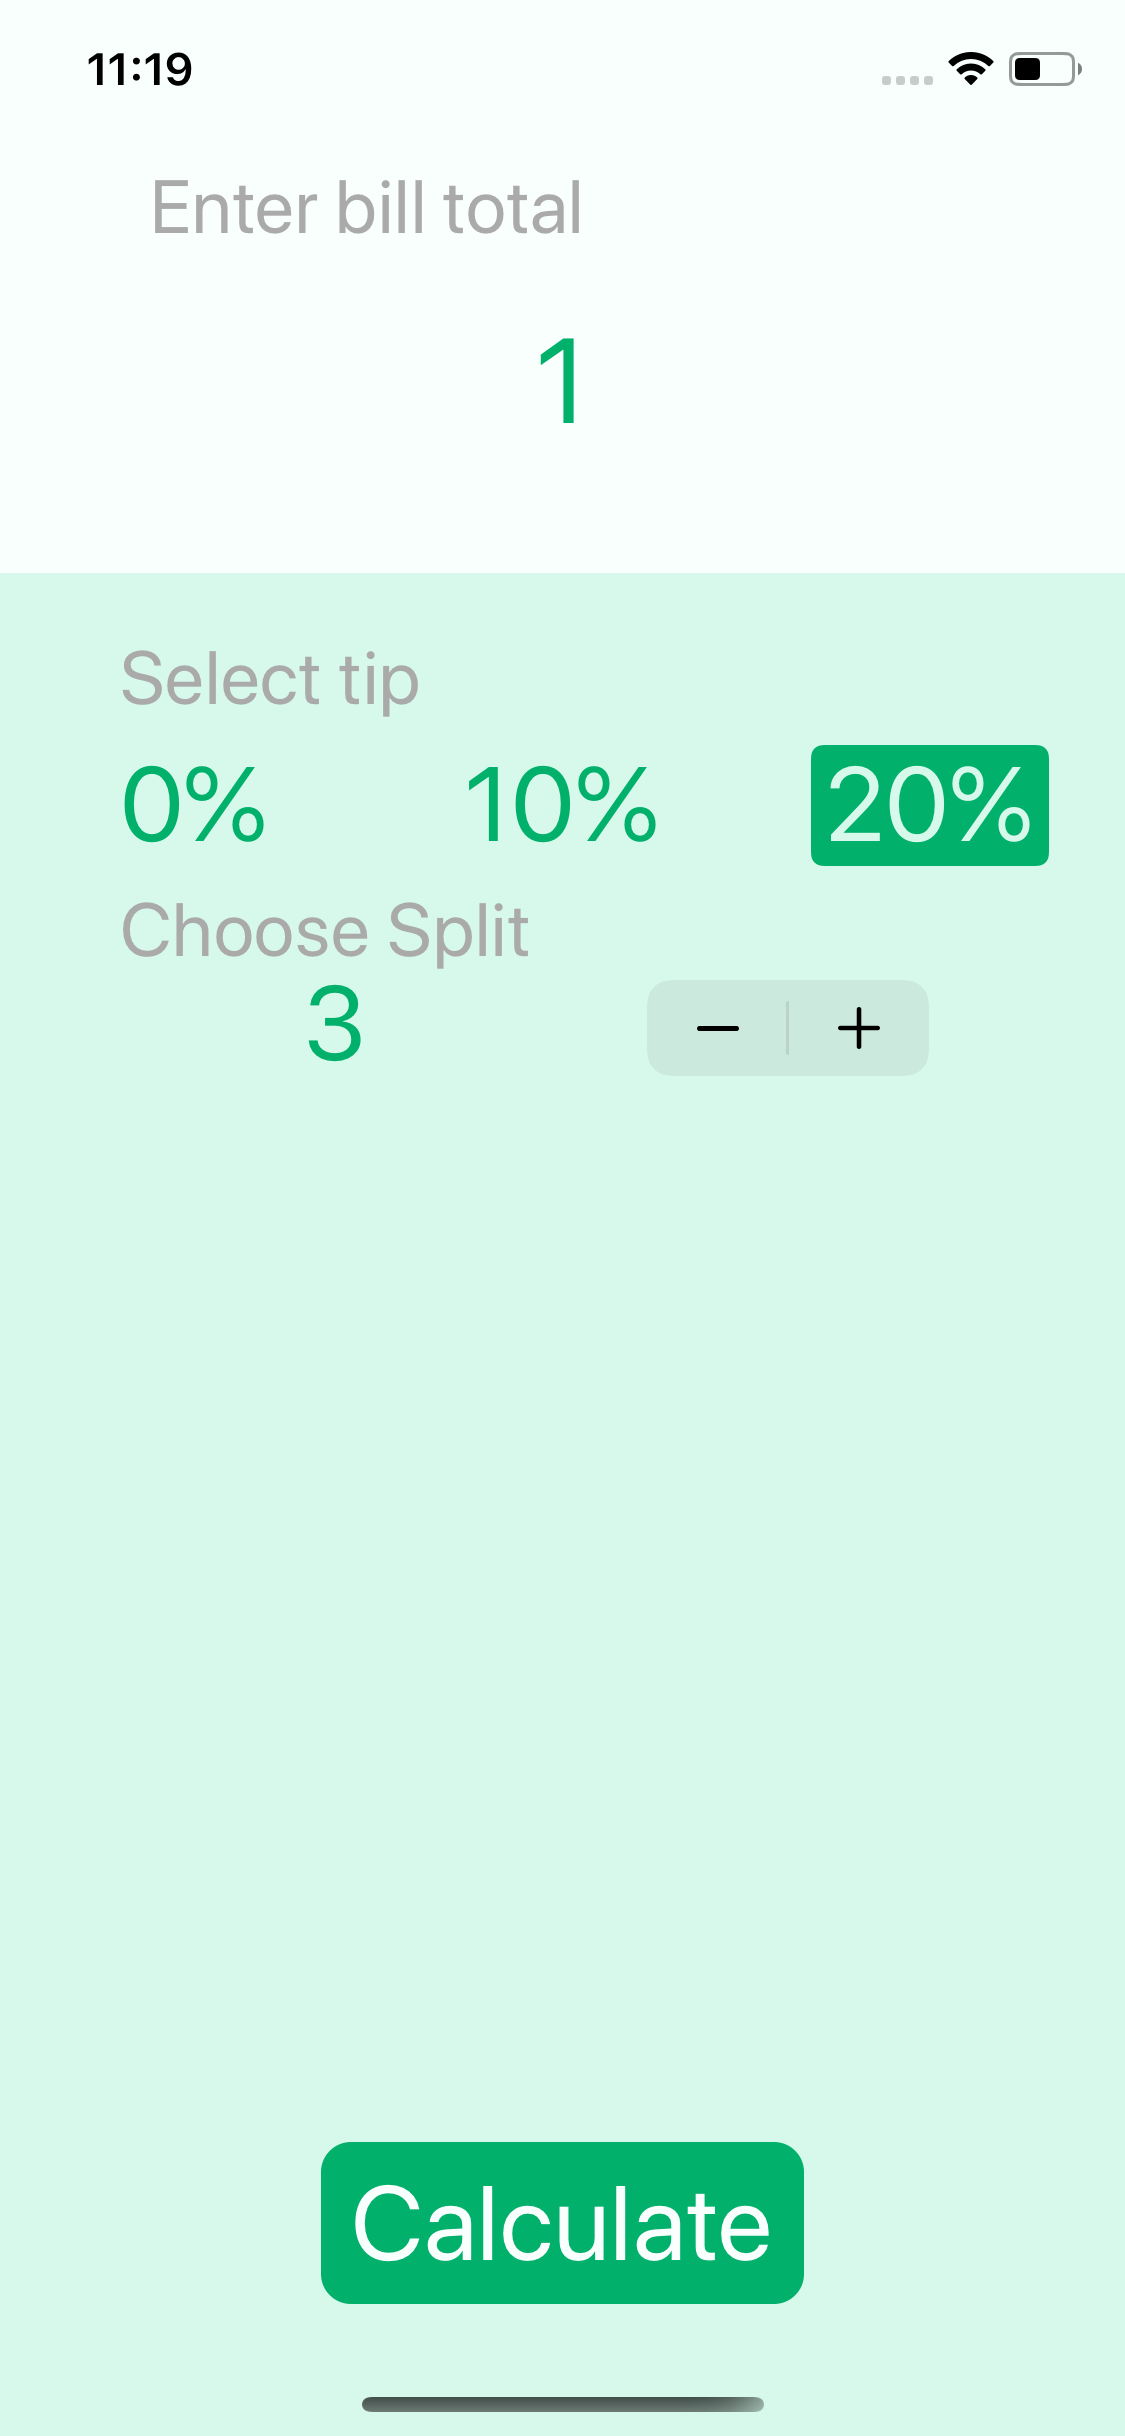 11:19
Enter bill total
1
Select tip
0% 10% 20%
Choose Split
3 − +
Calculate